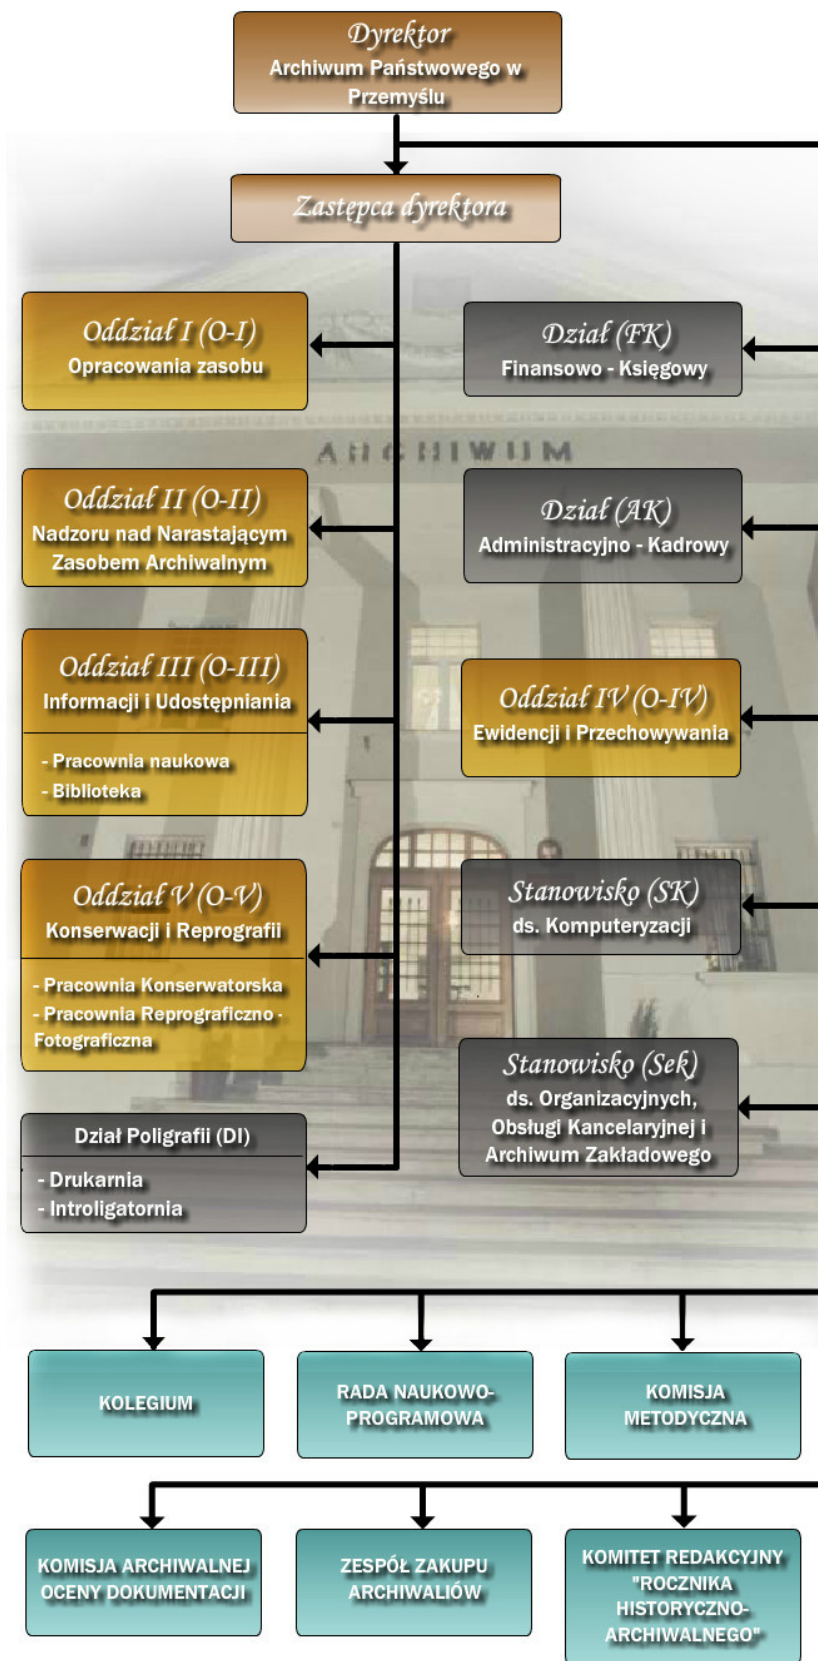 Dyrektor
Archiwum Państwowego w
Przemyślu
Zastępca dyrektora
Oddział I (O-I)
Opracowania zasobu
Dział (FK)
Finansowo - Księgowy
ARCHIWUM
Oddział II (O-II)
Nadzoru nad Narastającym
Zasobem Archiwalnym
Dział (AK)
Administracyjno - Kadrowy
Oddział III (O-III)
Informacji i Udostępniania
- Pracownia naukowa
- Biblioteka
Oddział IV (O-IV)
Ewidencji i Przechowywania
Oddział V (O-V)
Konserwacji i Reprografii
- Pracownia Konserwatorska
- Pracownia Reprograficzno -
Fotograficzna
Stanowisko (SK)
ds. Komputeryzacji
Stanowisko (Sek)
ds. Organizacyjnych,
Obsługi Kancelaryjnej i
Archiwum Zakładowego
Dział Poligrafii (DI)
- Drukarnia
- Introligatornia
KOLEGIUM
RADA NAUKOWO-
PROGRAMOWA
KOMISJA
METODYCZNA
KOMISJA ARCHIWALNEJ
OCENY DOKUMENTACJI
ZESPÓŁ ZAKUPU
ARCHIWALIÓW
KOMITET REDAKCYJNY
"ROCZNIKA
HISTORYCZNO-
ARCHIWALNEGO"